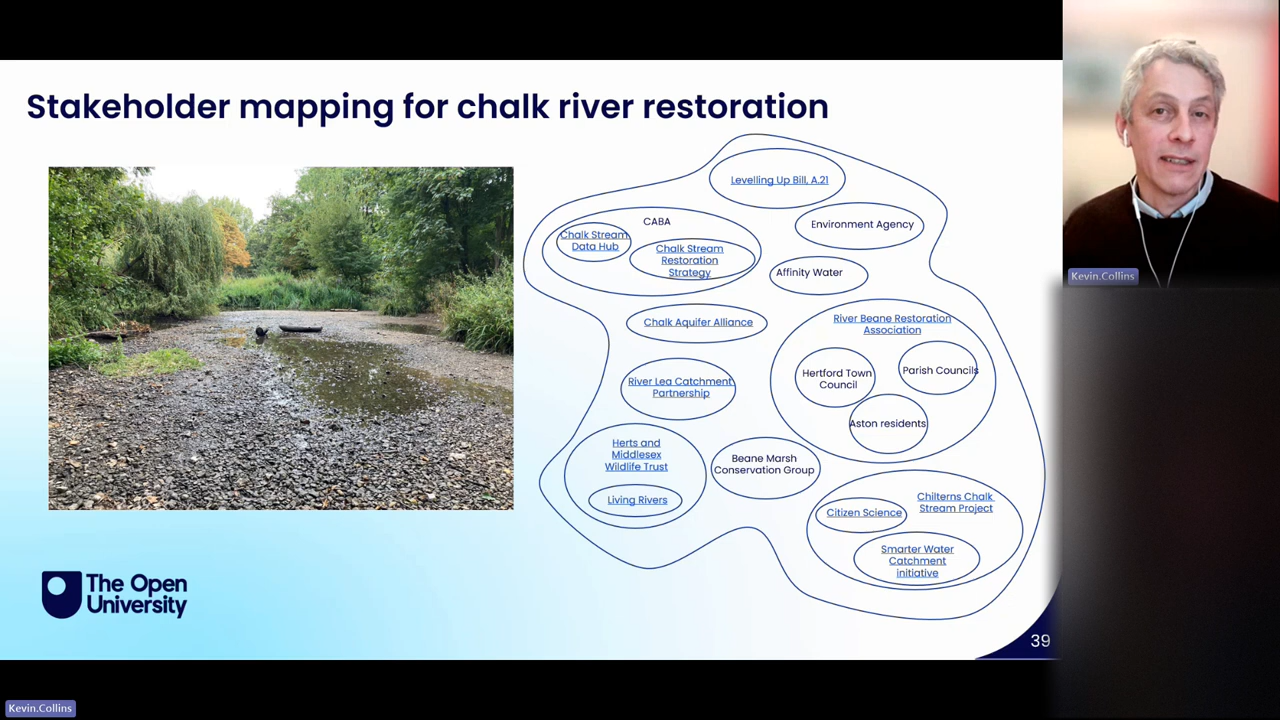 Stakeholder mapping for chalk river restoration
Levelling Up Bill, A.21
CABA
Chalk Stream
Data Hub
Chalk Stream
Restoration
Strategy
Environment Agency
Affinity Water
Chalk Aquifer Alliance
River Beane Restoration
Association
Hertford Town
Council
Parish Councils
Aston residents
River Lea Catchment
Partnership
Herts and
Middlesex
Wildlife Trust
Living Rivers
Beane Marsh
Conservation Group
Citizen Science
Chilterns Chalk
Stream Project
Smarter Water
Catchment
initiative
The Open
University
39
Kevin.Collins
Kevin.Collins